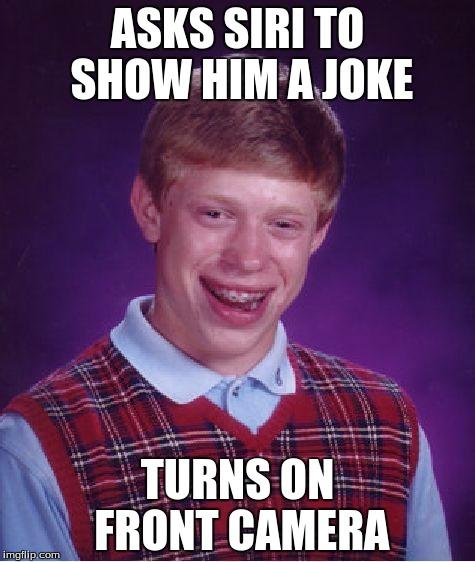 ASKS SIRI TO
SHOW HIM A JOKE
TURNS ON
FRONT CAMERA
imgflip.com